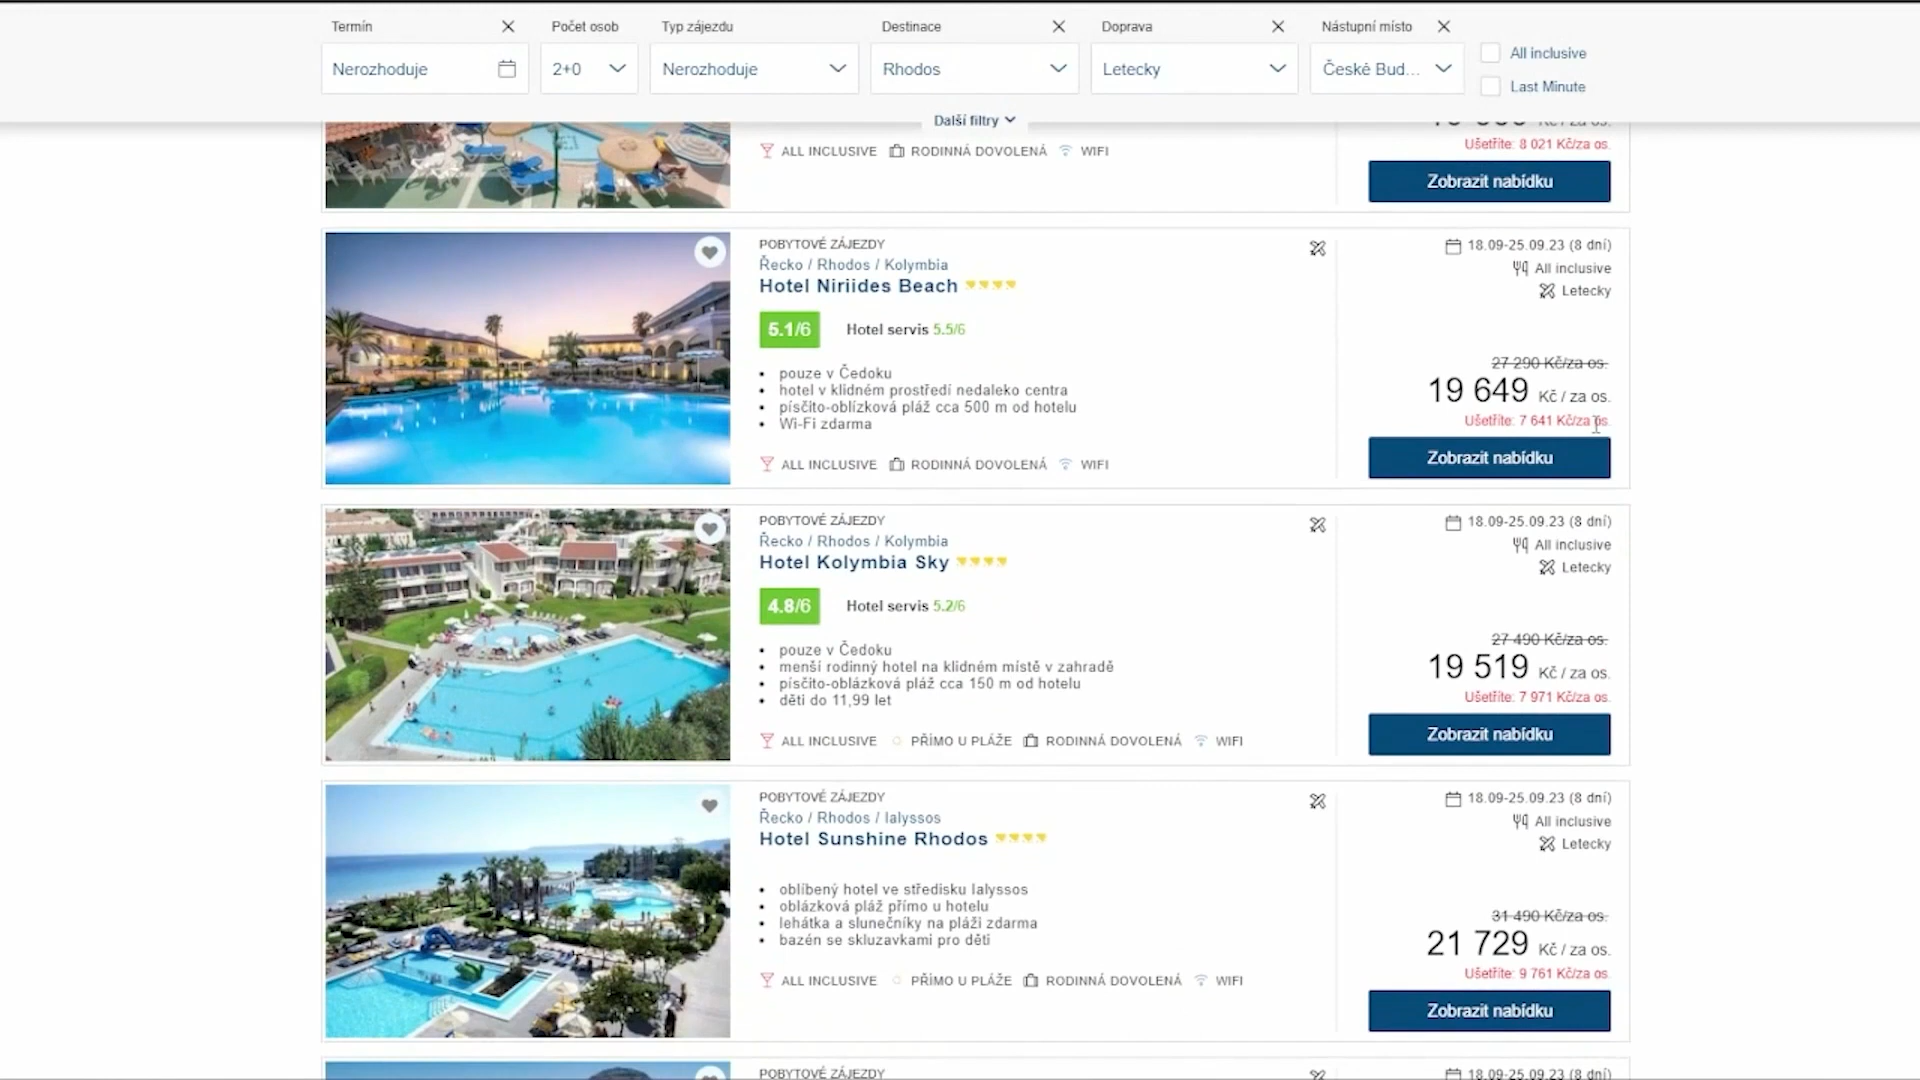 Termín
Počet osob
Typ zájezdu
Destinace
Doprava
Nástupní místo
Nerozhoduje
2+0
Nerozhoduje
Rhodos
Letecky
České Bud...
All inclusive
Last Minute
Další filtry
Kč / za os.
ALL INCLUSIVE
RODINNÁ DOVOLENÁ
WIFI
Ušetříte: 8 021 Kč/za os.
Zobrazit nabídku
POBYTOVÉ ZÁJEZDY
Řecko / Rhodos / Kolymbia
Hotel Niriides Beach
5.1/6
Hotel servis 5.5/6
pouze v Čedoku
hotel v klidném prostředí nedaleko centra
písčito-oblízková pláž cca 500 m od hotelu
Wi-Fi zdarma
ALL INCLUSIVE
RODINNÁ DOVOLENÁ
WIFI
18.09-25.09.23 (8 dní)
All inclusive
Letecky
27 290 Kč/za os.
19 649 Kč / za os.
Ušetříte: 7 641 Kč/za os.
Zobrazit nabídku
POBYTOVÉ ZÁJEZDY
Řecko / Rhodos / Kolymbia
Hotel Kolymbia Sky
4.8/6
Hotel servis 5.2/6
pouze v Čedoku
menší rodinný hotel na klidném místě v zahradě
písčito-oblázková pláž cca 150 m od hotelu
děti do 11,99 let
ALL INCLUSIVE
PŘÍMO U PLÁŽE
RODINNÁ DOVOLENÁ
WIFI
18.09-25.09.23 (8 dní)
All inclusive
Letecky
27 490 Kč/za os.
19 519 Kč / za os.
Ušetříte: 7 971 Kč/za os.
Zobrazit nabídku
POBYTOVÉ ZÁJEZDY
Řecko / Rhodos / Ialyssos
Hotel Sunshine Rhodos
oblíbený hotel ve středisku Ialyssos
oblázková pláž přímo u hotelu
lehátka a slunečníky na pláži zdarma
bazén se skluzavkami pro děti
ALL INCLUSIVE
PŘÍMO U PLÁŽE
RODINNÁ DOVOLENÁ
WIFI
18.09-25.09.23 (8 dní)
All inclusive
Letecky
31 490 Kč/za os.
21 729 Kč / za os.
Ušetříte: 9 761 Kč/za os.
Zobrazit nabídku
POBYTOVÉ ZÁJEZDY
18.09-25.09.23 (8 dní)